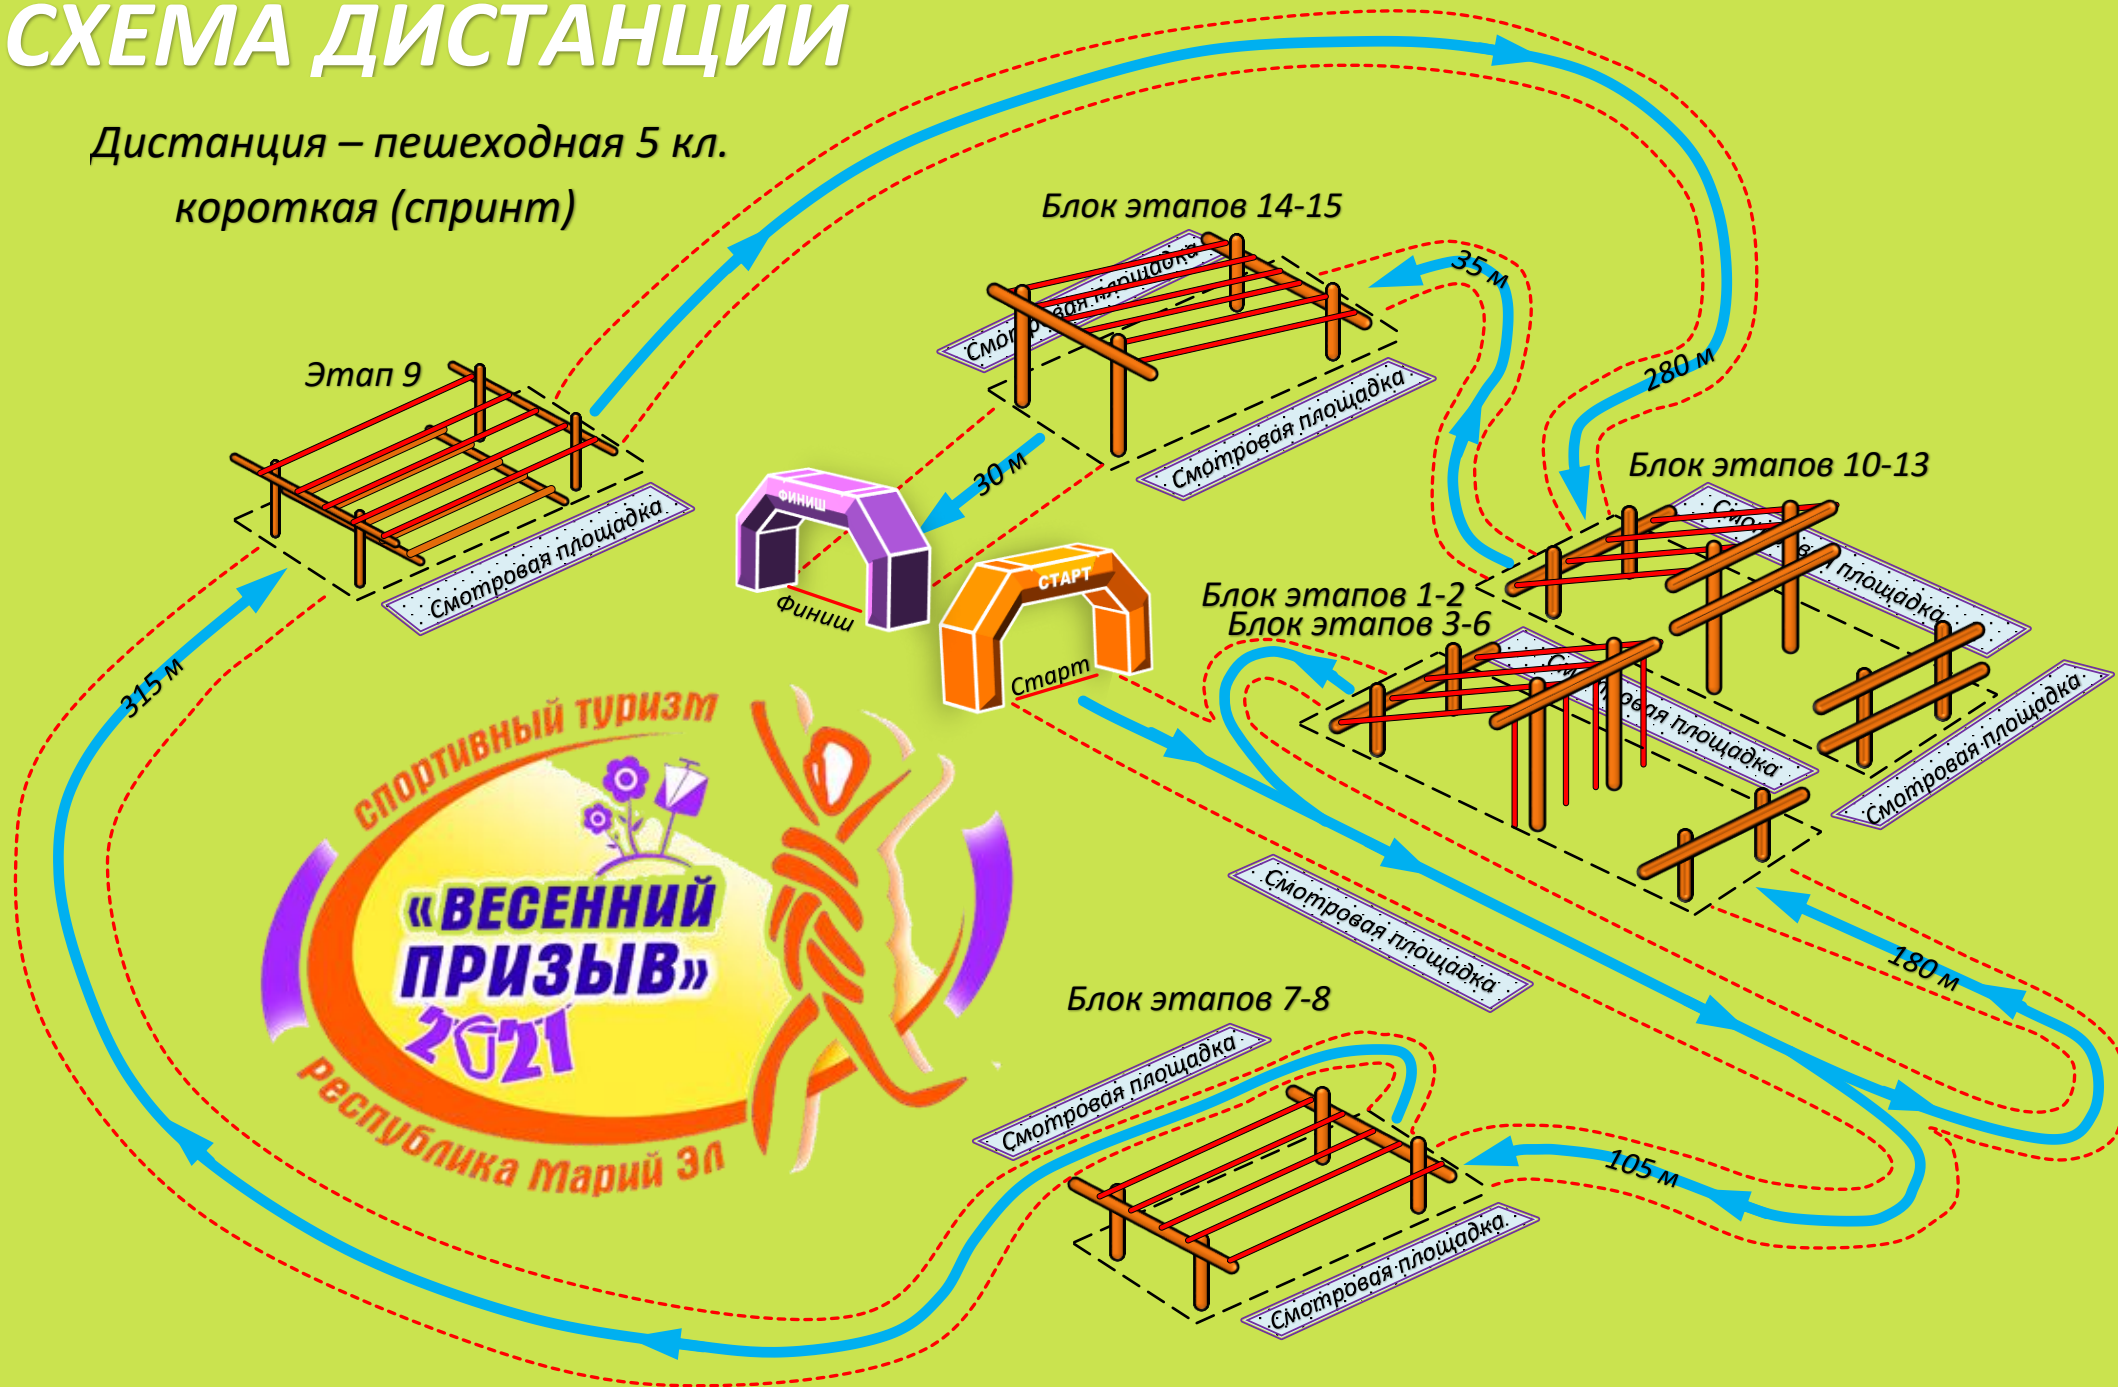 СХЕМА ДИСТАНЦИИ
Дистанция – пешеходная 5 кл.
короткая (спринт)
Блок этапов 14-15
Смотровая площадка
35 м
Смотровая площадка
280 м
Этап 9
Смотровая площадка
30 м
ФИНИШ
Финиш
СТАРТ
Старт
Блок этапов 10-13
Смотровая площадка
Смотровая площадка
Блок этапов 1-2
Блок этапов 3-6
Смотровая площадка
Смотровая площадка
180 м
315 м
спортивный туризм
«ВЕСЕННИЙ
ПРИЗЫВ»
2021
республика Марий Эл
Блок этапов 7-8
Смотровая площадка
105 м
Смотровая площадка